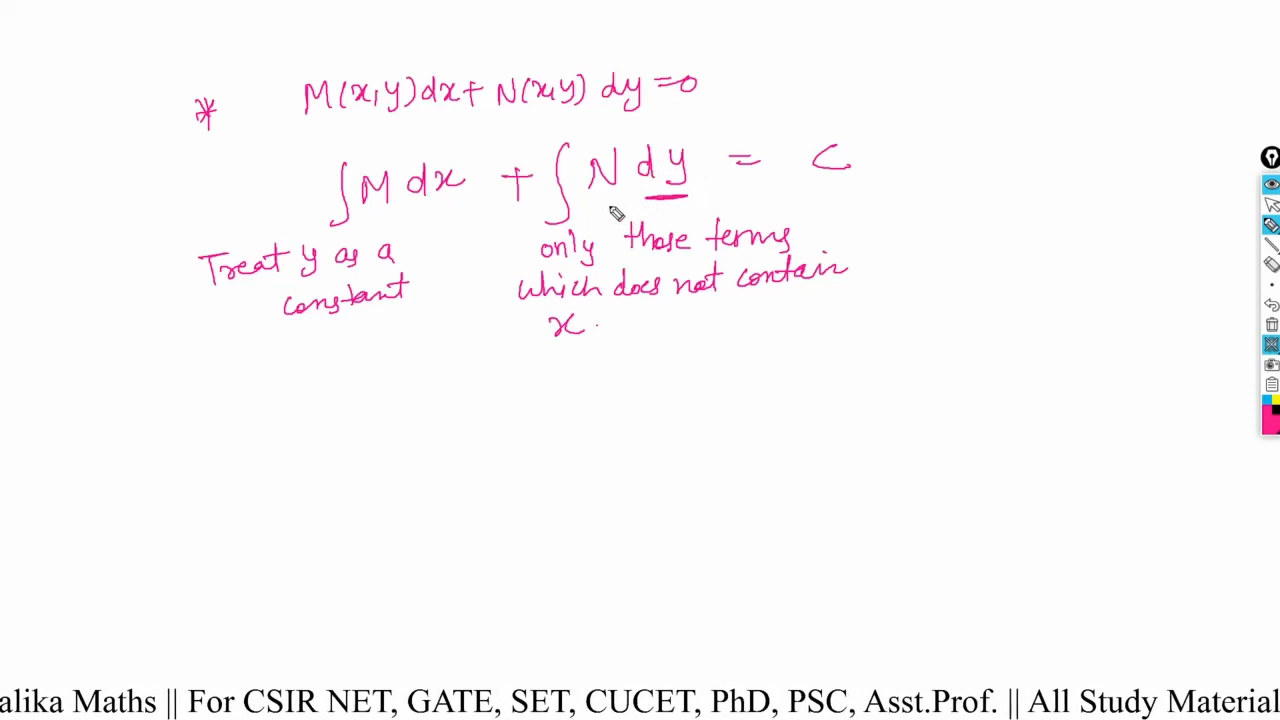 * M(x,y)dx + N(x,y) dy = 0
∫ M dx + ∫ N dy = C
Treat y as a
constant
only those terms
which does not contain
x.
alika Maths || For CSIR NET, GATE, SET, CUCET, PhD, PSC, Asst.Prof. || All Study Material